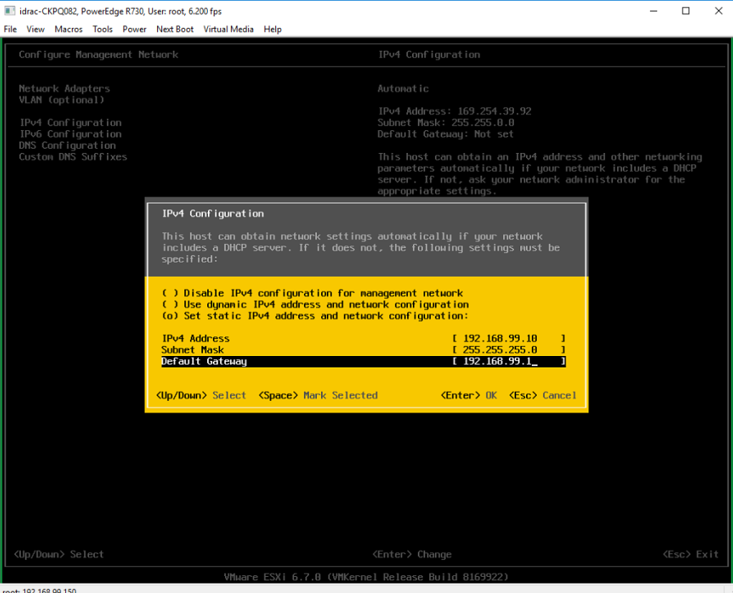 idrac-CKPQ082, PowerEdge R730, User: root, 6.200 fps
File View Macros Tools Power Next Boot Virtual Media Help
Configure Management Network IPv4 Configuration
Network Adapters Automatic
VLAN (optional)
IPv4 Address: 169.254.39.92
IPv4 Configuration Subnet Mask: 255.255.0.0
IPv6 Configuration Default Gateway: Not set
DNS Configuration
Custom DNS Suffixes This host can obtain an IPv4 address and other networking
parameters automatically if your network includes a DHCP
server. If not, ask your network administrator for the
appropriate settings.
IPv4 Configuration
This host can obtain network settings automatically if your network
includes a DHCP server. If it does not, the following settings must be
specified:
( ) Disable IPv4 configuration for management network
( ) Use dynamic IPv4 address and network configuration
(o) Set static IPv4 address and network configuration:
IPv4 Address [ 192.168.99.10 ]
Subnet Mask [ 255.255.255.0 ]
Default Gateway [ 192.168.99.1_ ]
<Up/Down> Select <Space> Mark Selected <Enter> OK <Esc> Cancel
<Up/Down> Select <Enter> Change <Esc> Exit
VMware ESXi 6.7.0 (VMKernel Release Build 8169922)
root: 192.168.99.150